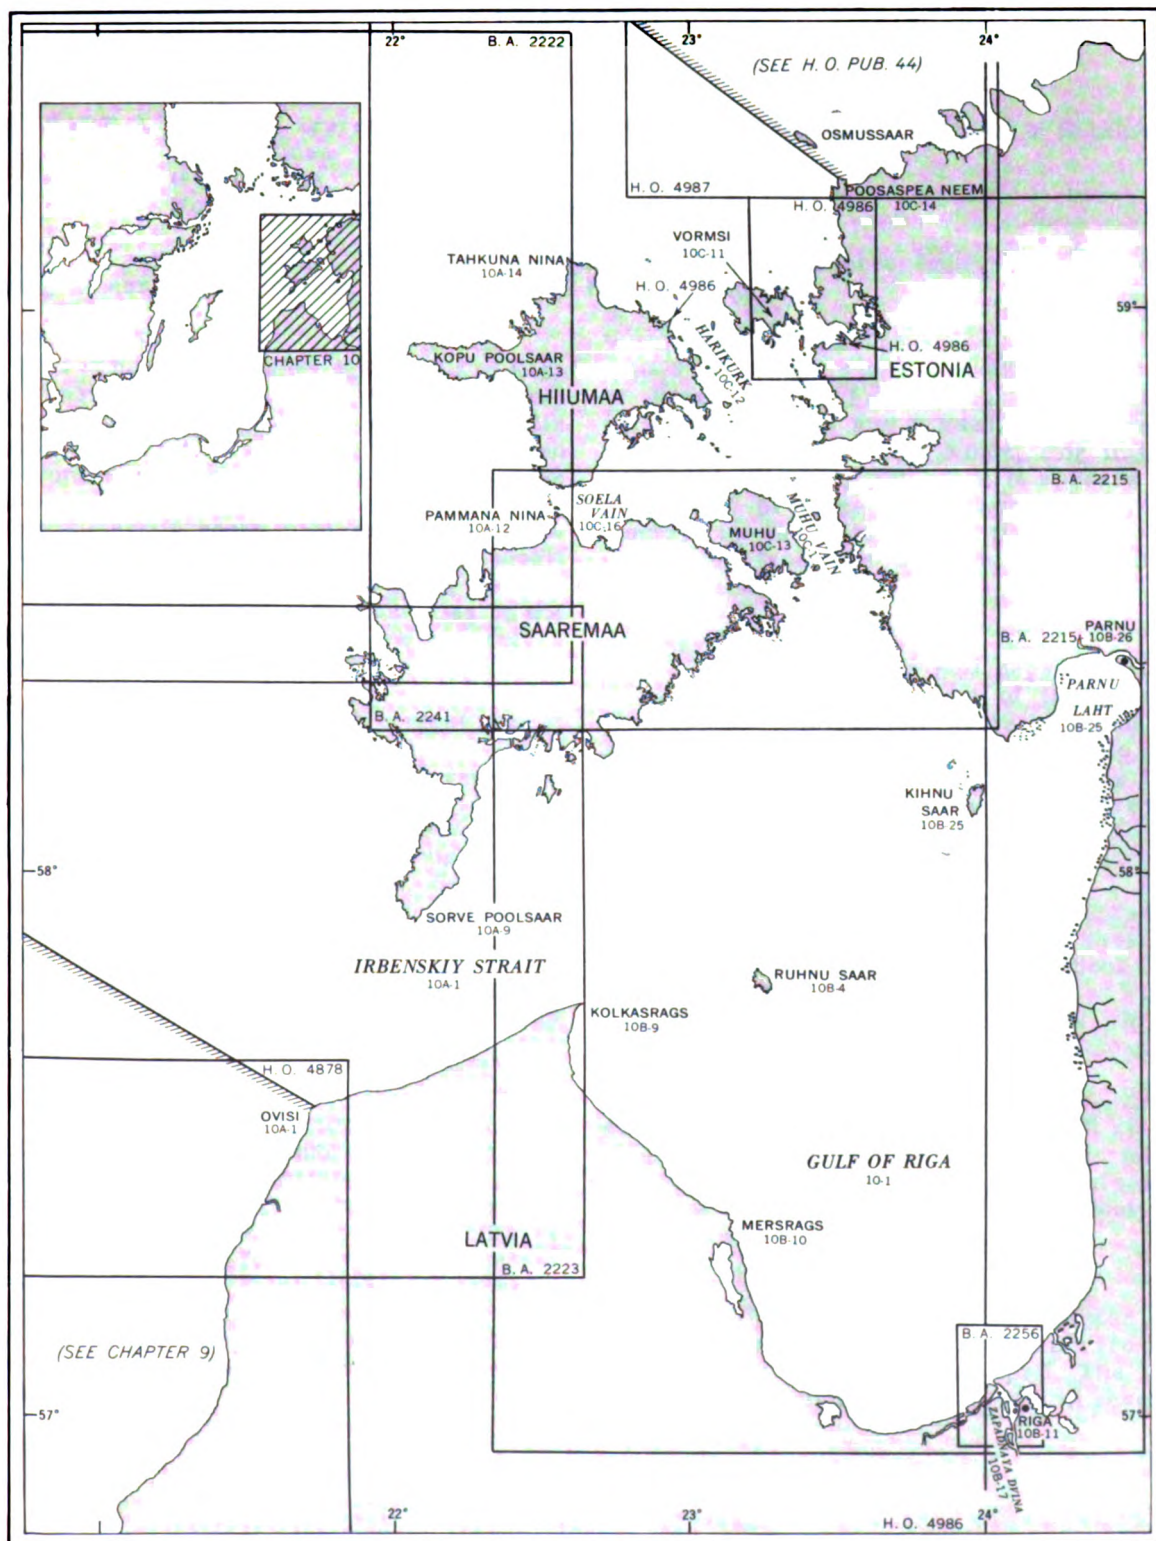 22°
B. A. 2222
23°
24°
(SEE H. O. PUB. 44)
OSMUSSAAR
H. O. 4987
POOSASPEA NEEM
10C-14
H. O. 4986
VORMSI
10C-11
TAHKUNA NINA
10A-14
H. O. 4986
59°
HARIKURK
10C-12
H. O. 4986
KOPU POOLSAAR
10A-13
CHAPTER 10
ESTONIA
HIIUMAA
B. A. 2215
SOELA
VAIN
10C-16
PAMMANA NINA
10A-12
MUHU VAIN
MUHU
10C-13
SAAREMAA
PARNU
B. A. 2215
10B-26
PARNU
LAHT
10B-25
B. A. 2241
KIHNU
SAAR
10B-25
58°
58°
SORVE POOLSAAR
10A-9
IRBENSKIY STRAIT
10A-1
RUHNU SAAR
10B-4
KOLKASRAGS
10B-9
H. O. 4878
OVISI
10A-1
GULF OF RIGA
10-1
MERSRAGS
10B-10
LATVIA
B. A. 2223
B. A. 2256
(SEE CHAPTER 9)
57°
57°
RIGA
10B-11
ZAPADNAYA DVINA
10B-17
22°
23°
24°
H. O. 4986